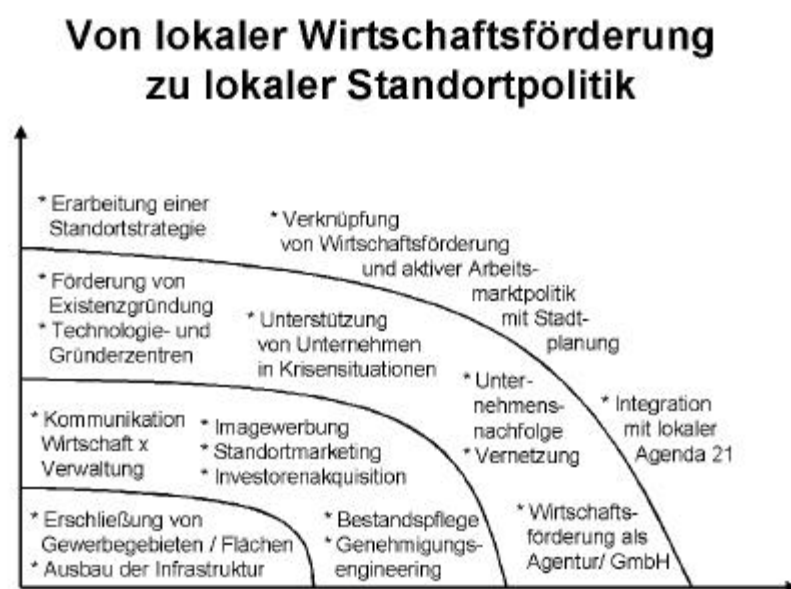 Von lokaler Wirtschaftsförderung
zu lokaler Standortpolitik
* Erarbeitung einer
Standortstrategie
* Verknüpfung
von Wirtschaftsförderung
und aktiver Arbeits-
marktpolitik
mit Stadt-
planung
* Förderung von
Existenzgründung
* Technologie- und
Gründerzentren
* Unterstützung
von Unternehmen
in Krisensituationen
* Unter-
nehmens-
nachfolge
* Vernetzung
* Integration
mit lokaler
Agenda 21
* Kommunikation
Wirtschaft x
Verwaltung
* Imagewerbung
* Standortmarketing
* Investorenakquisition
* Erschließung von
Gewerbegebieten / Flächen
* Ausbau der Infrastruktur
* Bestandspflege
* Genehmigungs-
engineering
* Wirtschafts-
förderung als
Agentur/ GmbH